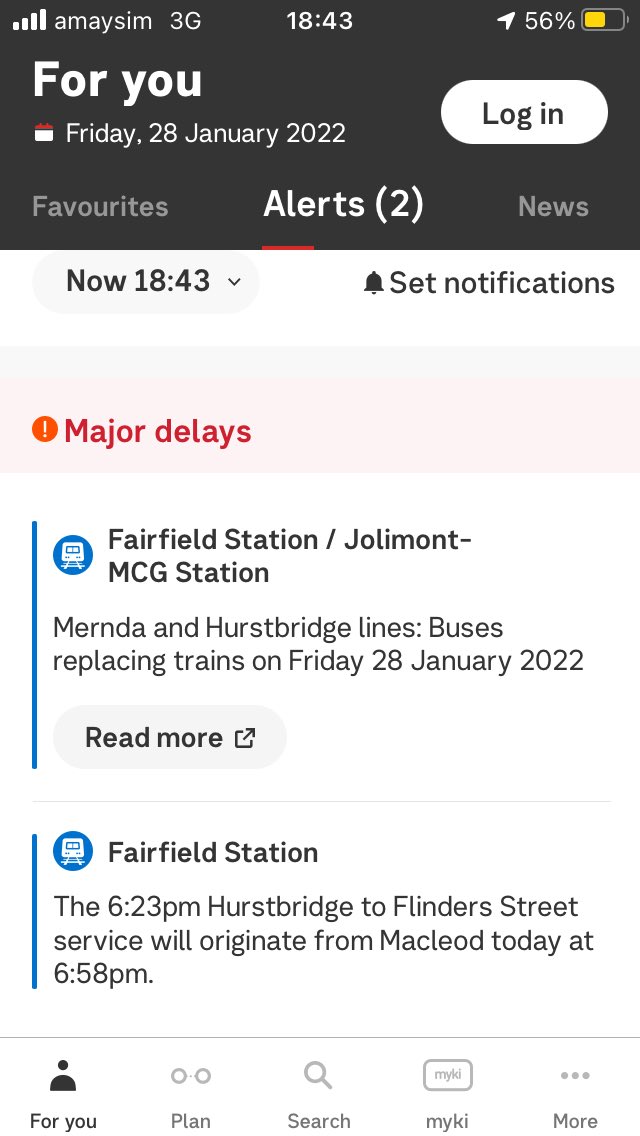 amaysim 3G 18:43 56%
For you
Friday, 28 January 2022
Log in
Favourites Alerts (2) News
Now 18:43 Set notifications
Major delays
Fairfield Station / Jolimont-
MCG Station
Mernda and Hurstbridge lines: Buses
replacing trains on Friday 28 January 2022
Read more
Fairfield Station
The 6:23pm Hurstbridge to Flinders Street
service will originate from Macleod today at
6:58pm.
myki
For you Plan Search myki More